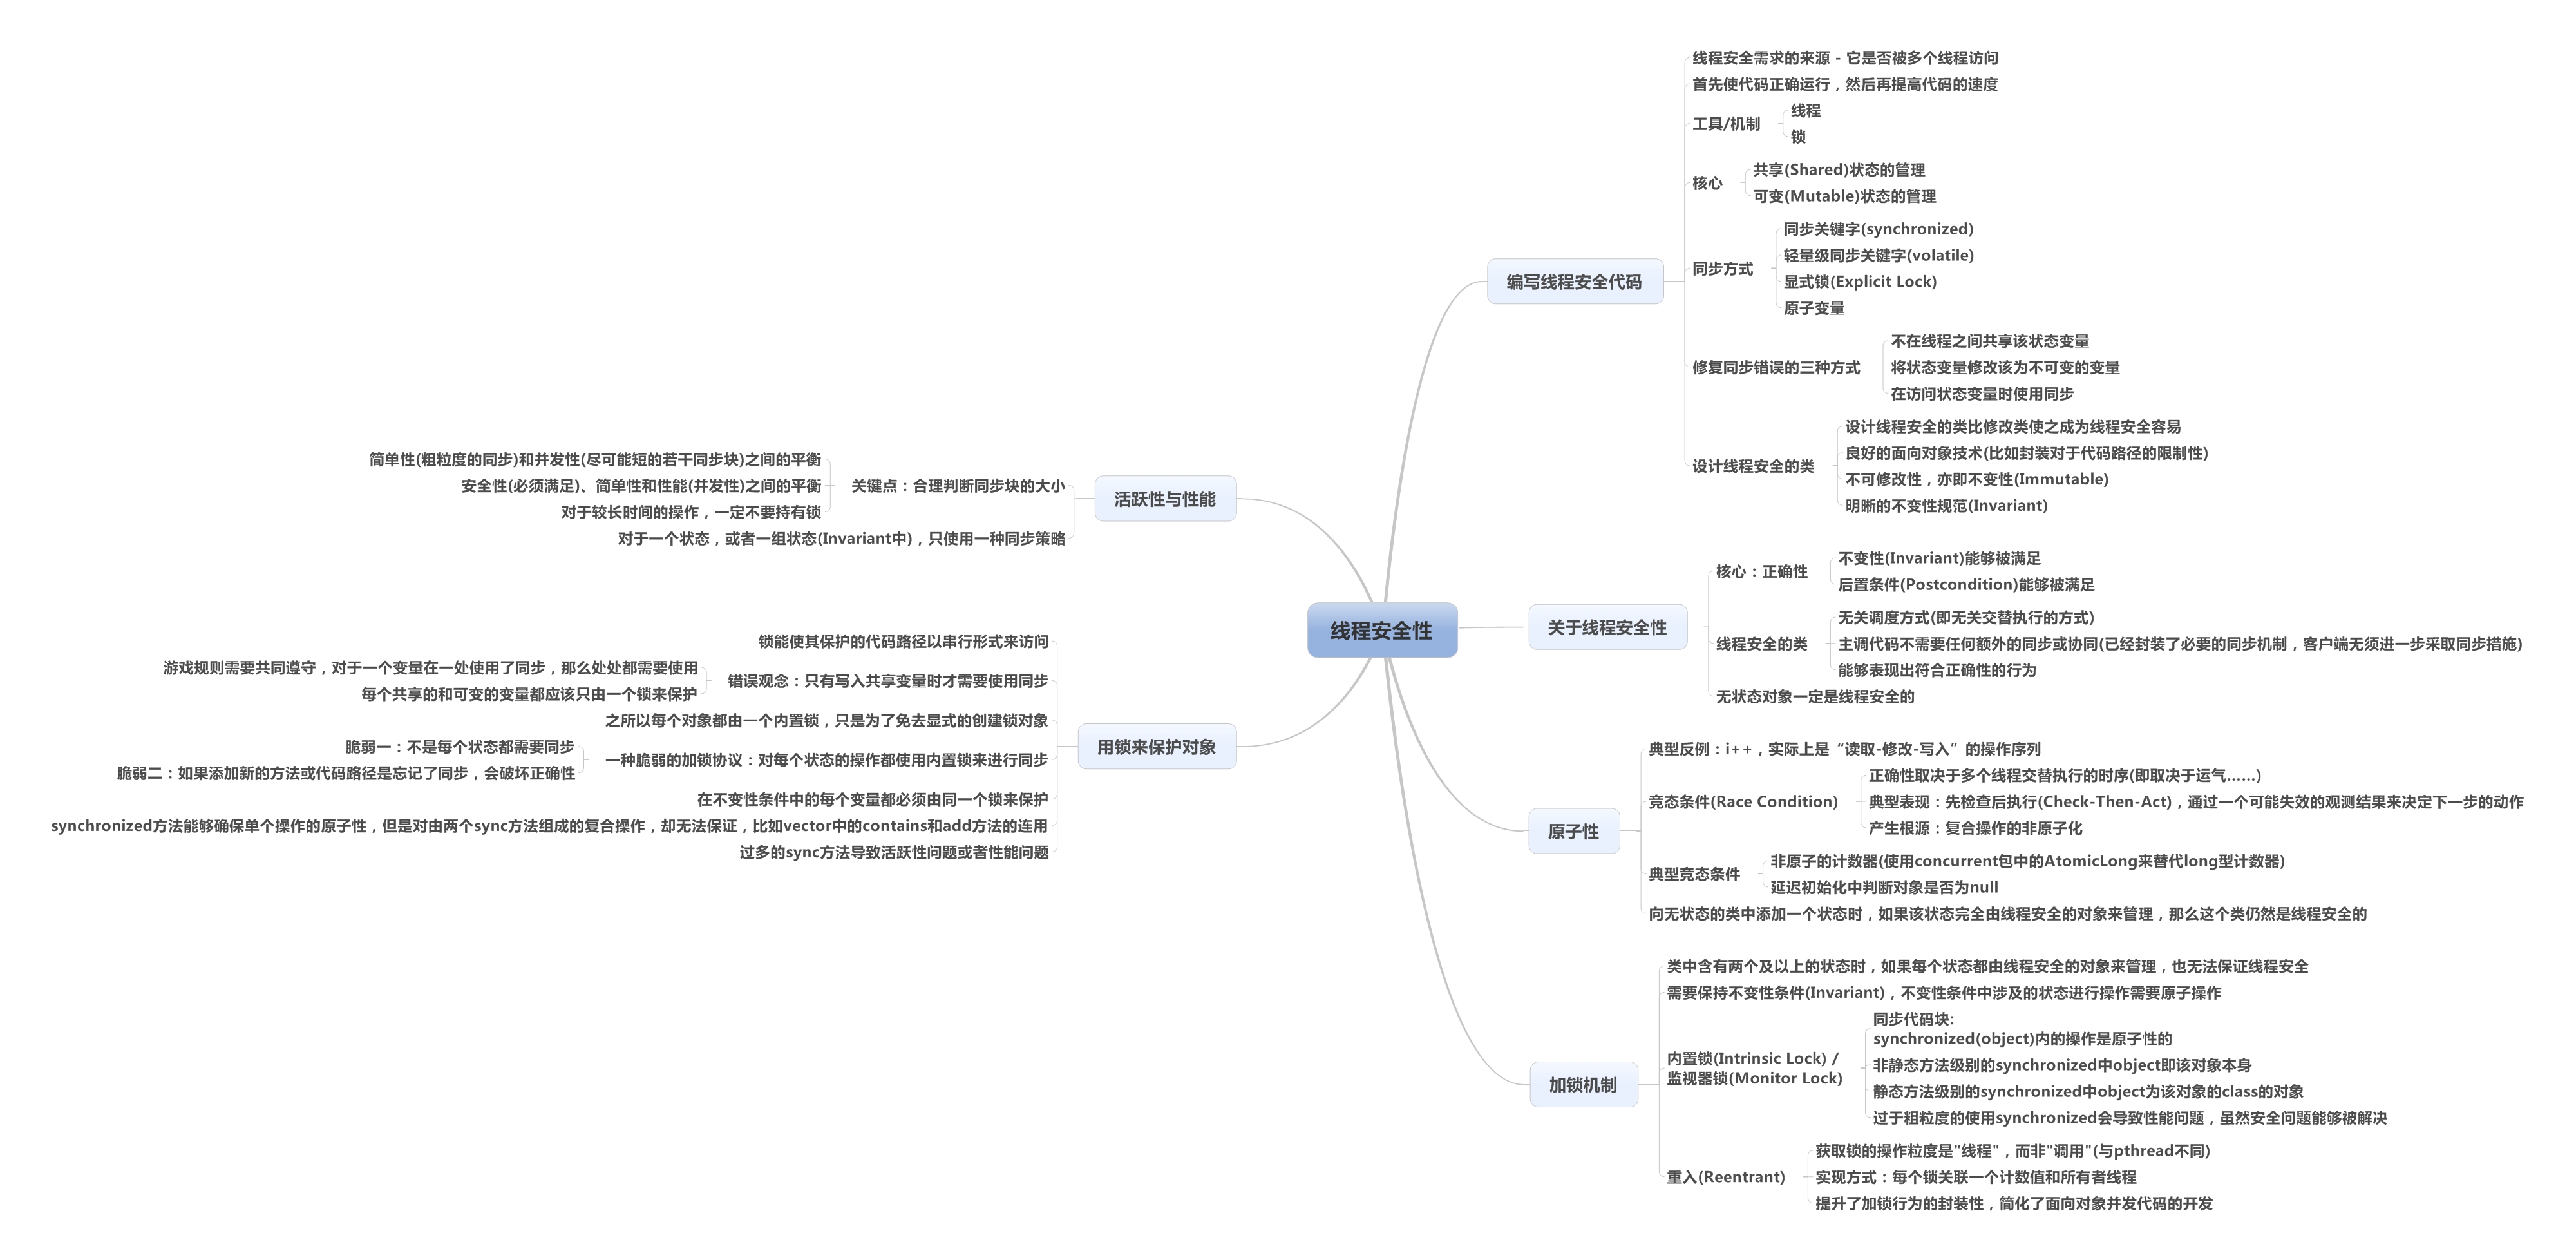 线程安全性
编写线程安全代码
线程安全需求的来源 - 它是否被多个线程访问
首先使代码正确运行，然后再提高代码的速度
工具/机制
线程
锁
核心
共享(Shared)状态的管理
可变(Mutable)状态的管理
同步方式
同步关键字(synchronized)
轻量级同步关键字(volatile)
显式锁(Explicit Lock)
原子变量
修复同步错误的三种方式
不在线程之间共享该状态变量
将状态变量修改该为不可变的变量
在访问状态变量时使用同步
设计线程安全的类
设计线程安全的类比修改类使之成为线程安全容易
良好的面向对象技术(比如封装对于代码路径的限制性)
不可修改性，亦即不变性(Immutable)
明晰的不变性规范(Invariant)
关于线程安全性
核心：正确性
不变性(Invariant)能够被满足
后置条件(Postcondition)能够被满足
线程安全的类
无关调度方式(即无关交替执行的方式)
主调代码不需要任何额外的同步或协同(已经封装了必要的同步机制，客户端无须进一步采取同步措施)
能够表现出符合正确性的行为
无状态对象一定是线程安全的
原子性
典型反例：i++，实际上是“读取-修改-写入”的操作序列
竞态条件(Race Condition)
正确性取决于多个线程交替执行的时序(即取决于运气......)
典型表现：先检查后执行(Check-Then-Act)，通过一个可能失效的观测结果来决定下一步的动作
产生根源：复合操作的非原子化
典型竞态条件
非原子的计数器(使用concurrent包中的AtomicLong来替代long型计数器)
延迟初始化中判断对象是否为null
向无状态的类中添加一个状态时，如果该状态完全由线程安全的对象来管理，那么这个类仍然是线程安全的
加锁机制
类中含有两个及以上的状态时，如果每个状态都由线程安全的对象来管理，也无法保证线程安全
需要保持不变性条件(Invariant)，不变性条件中涉及的状态进行操作需要原子操作
内置锁(Intrinsic Lock) /
监视器锁(Monitor Lock)
同步代码块:
synchronized(object)内的操作是原子性的
非静态方法级别的synchronized中object即该对象本身
静态方法级别的synchronized中object为该对象的class的对象
过于粗粒度的使用synchronized会导致性能问题，虽然安全问题能够被解决
重入(Reentrant)
获取锁的操作粒度是"线程"，而非"调用"(与pthread不同)
实现方式：每个锁关联一个计数值和所有者线程
提升了加锁行为的封装性，简化了面向对象并发代码的开发
用锁来保护对象
锁能使其保护的代码路径以串行形式来访问
错误观念：只有写入共享变量时才需要使用同步
游戏规则需要共同遵守，对于一个变量在一处使用了同步，那么处处都需要使用
每个共享的和可变的变量都应该只由一个锁来保护
之所以每个对象都由一个内置锁，只是为了免去显式的创建锁对象
一种脆弱的加锁协议：对每个状态的操作都使用内置锁来进行同步
脆弱一：不是每个状态都需要同步
脆弱二：如果添加新的方法或代码路径是忘记了同步，会破坏正确性
在不变性条件中的每个变量都必须由同一个锁来保护
synchronized方法能够确保单个操作的原子性，但是对由两个sync方法组成的复合操作，却无法保证，比如vector中的contains和add方法的连用
过多的sync方法导致活跃性问题或者性能问题
活跃性与性能
关键点：合理判断同步块的大小
简单性(粗粒度的同步)和并发性(尽可能短的若干同步块)之间的平衡
安全性(必须满足)、简单性和性能(并发性)之间的平衡
对于较长时间的操作，一定不要持有锁
对于一个状态，或者一组状态(Invariant中)，只使用一种同步策略